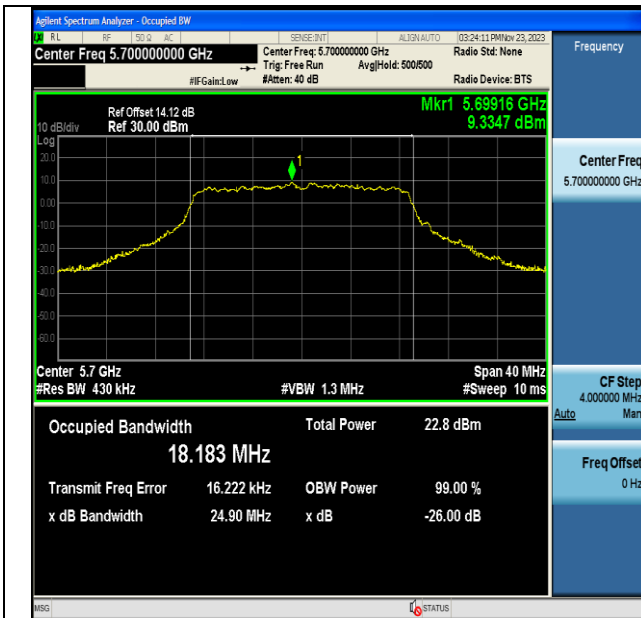 Agilent Spectrum Analyzer - Occupied BW
RL RF 50 Ω AC SENSE:INT ALIGN AUTO 03:24:11 PM Nov 23, 2023
Center Freq 5.700000000 GHz
Center Freq: 5.700000000 GHz Radio Std: None
Trig: Free Run Avg|Hold: 500/500
#IFGain:Low #Atten: 40 dB Radio Device: BTS
Ref Offset 14.12 dB
10 dB/div Ref 30.00 dBm
Mkr1 5.69916 GHz
9.3347 dBm
Log
20.0
10.0
0.00
-10.0
-20.0
-30.0
-40.0
-50.0
-60.0
1
Center 5.7 GHz Span 40 MHz
#Res BW 430 kHz #VBW 1.3 MHz #Sweep 10 ms
Occupied Bandwidth Total Power 22.8 dBm
18.183 MHz
Transmit Freq Error 16.222 kHz OBW Power 99.00 %
x dB Bandwidth 24.90 MHz x dB -26.00 dB
MSG STATUS
Frequency
Center Freq
5.700000000 GHz
CF Step
4.000000 MHz
Auto Man
Freq Offset
0 Hz